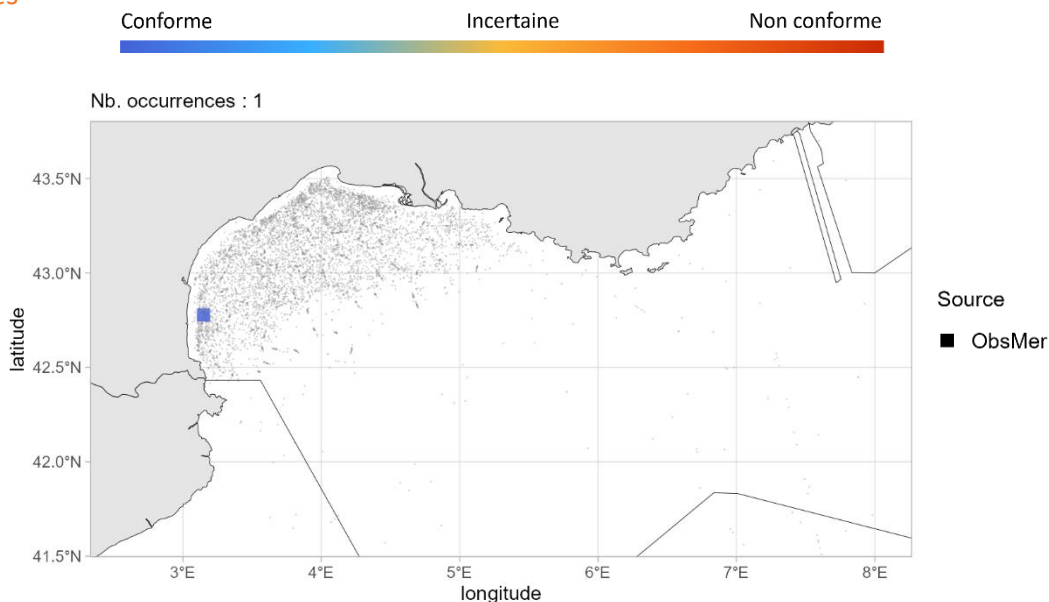 Conforme Incertaine Non conforme
Nb. occurrences : 1
43.5°N
43.0°N
42.5°N
42.0°N
41.5°N
latitude
3°E 4°E 5°E 6°E 7°E 8°E
longitude
Source
ObsMer